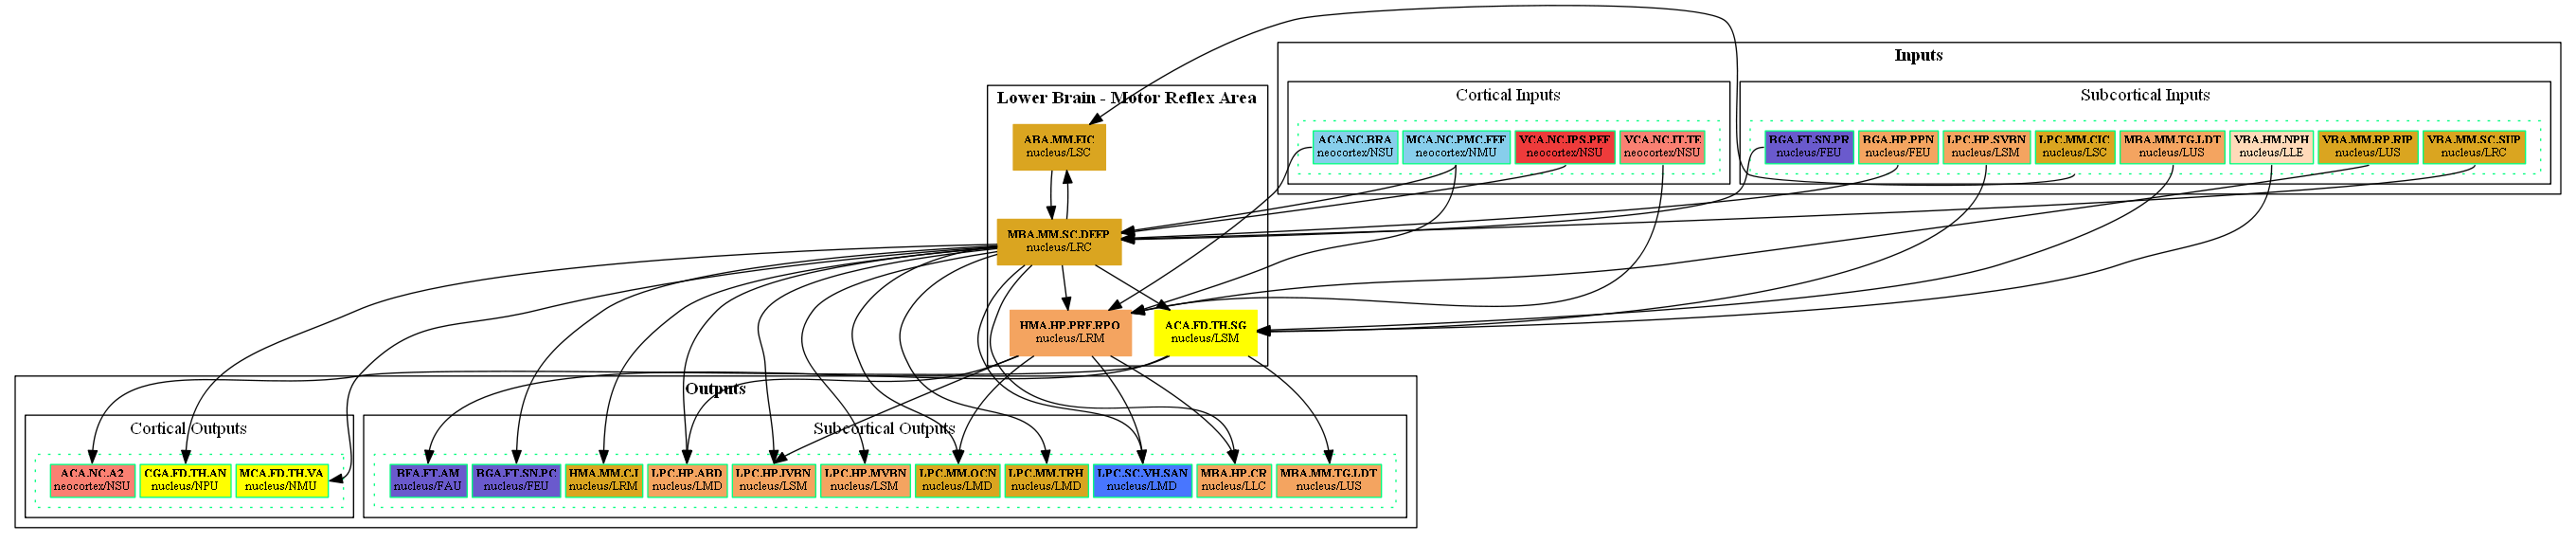 Inputs
Lower Brain - Motor Reflex Area
Cortical Inputs
Subcortical Inputs
ABA.MM.EIC
nucleus/LSC
ACA.NC.BRA
neocortex/NSU
MCA.NC.PMC.FEF
neocortex/NMU
VCA.NC.IPS.PEF
neocortex/NSU
VCA.NC.IT.TE
neocortex/NSU
BGA.FT.SN.PR
nucleus/FEU
BGA.HP.PPN
nucleus/FEU
LPC.HP.SVBN
nucleus/LSM
LPC.MM.CIC
nucleus/LSC
MBA.MM.TG.LDT
nucleus/LUS
VBA.HM.NPH
nucleus/LLE
VBA.MM.RP.RIP
nucleus/LUS
VBA.MM.SC.SUP
nucleus/LRC
MBA.MM.SC.DEEP
nucleus/LRC
HMA.HP.PRF.RPO
nucleus/LRM
ACA.FD.TH.SG
nucleus/LSM
Outputs
Cortical Outputs
Subcortical Outputs
ACA.NC.A2
neocortex/NSU
CGA.FD.TH.AN
nucleus/NPU
MCA.FD.TH.VA
nucleus/NMU
BFA.FT.AM
nucleus/FAU
BGA.FT.SN.PC
nucleus/FEU
HMA.MM.CJ
nucleus/LRM
LPC.HP.ABD
nucleus/LMD
LPC.HP.IVBN
nucleus/LSM
LPC.HP.MVBN
nucleus/LSM
LPC.MM.OCN
nucleus/LMD
LPC.MM.TRH
nucleus/LMD
LPC.SC.VH.SAN
nucleus/LMD
MBA.HP.CR
nucleus/LLC
MBA.MM.TG.LDT
nucleus/LUS